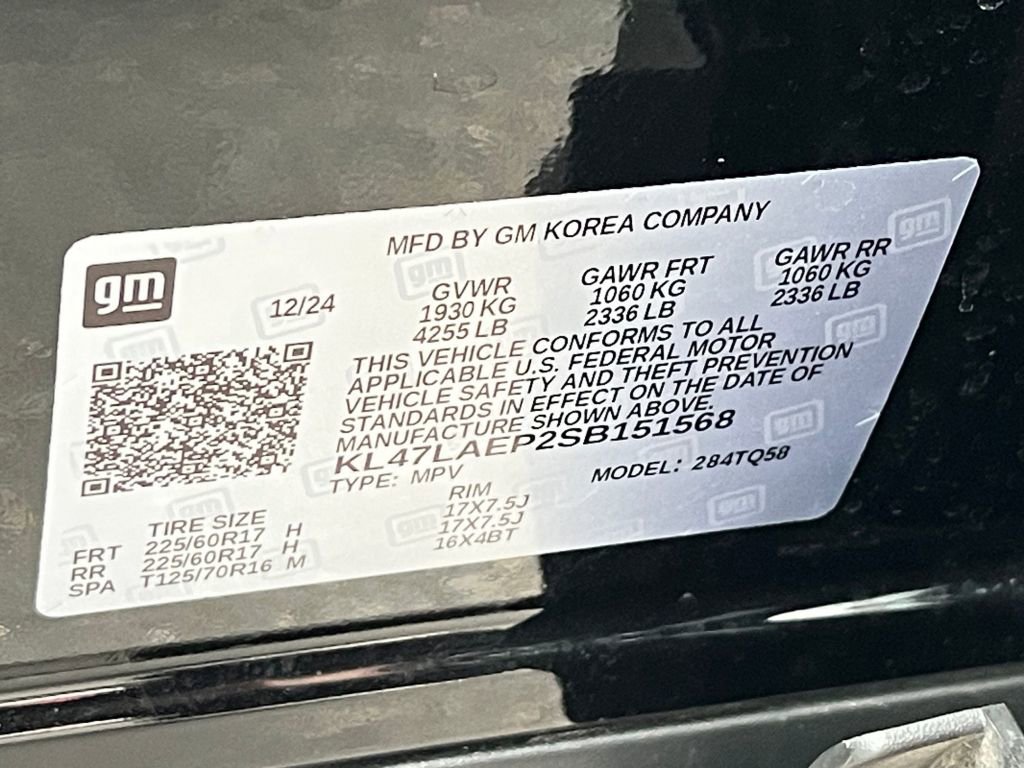 MFD BY GM KOREA COMPANY
gm
12/24
GVWR
1930 KG
4255 LB
GAWR FRT
1060 KG
2336 LB
GAWR RR
1060 KG
2336 LB
THIS VEHICLE CONFORMS TO ALL
APPLICABLE U.S. FEDERAL MOTOR
VEHICLE SAFETY AND THEFT PREVENTION
STANDARDS IN EFFECT ON THE DATE OF
MANUFACTURE SHOWN ABOVE.
KL47LAEP2SB151568
TYPE: MPV
MODEL: 284TQ58
TIRE SIZE RIM
FRT 225/60R17 H 17X7.5J
RR 225/60R17 H 17X7.5J
SPA T125/70R16 M 16X4BT